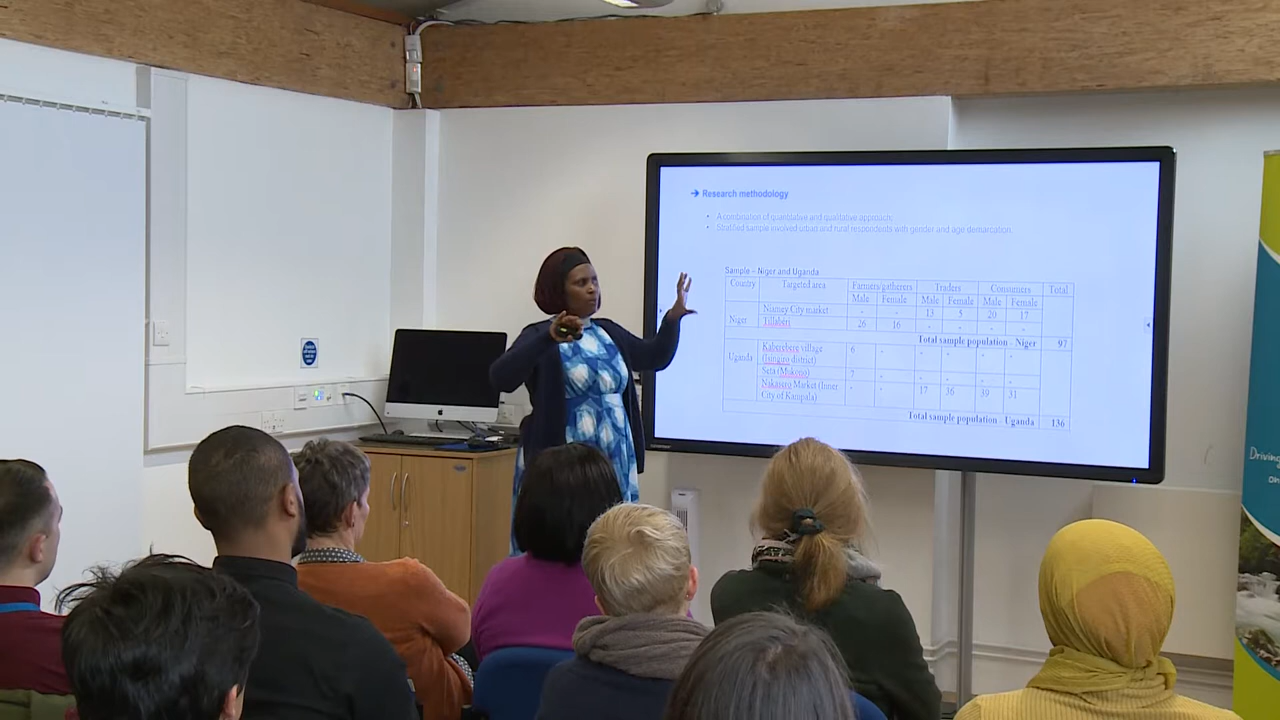 → Research methodology
• A combination of quantitative and qualitative approach.
• Stratified sample involved urban and rural respondents with gender and age demarcation.
Sample – Niger and Uganda
Country Targeted area Farmers/gatherers Traders Consumers Total
Male Female Male Female Male Female
Niger Niamey City market - - 13 5 20 17
Tillabéri 26 16 - - - -
Total sample population - Niger 97
Uganda Kaberebere village 6 - - - - -
(Isingiro district)
Seta (Mukono) 7 - - - - -
Nakasero Market (Inner - - 17 36 39 31
City of Kampala)
Total sample population - Uganda 136
Driving